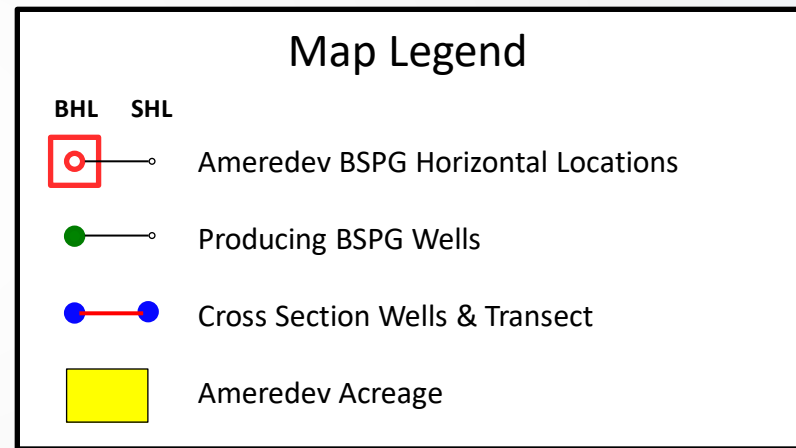 Map Legend
BHL SHL
Ameredev BSPG Horizontal Locations
Producing BSPG Wells
Cross Section Wells & Transect
Ameredev Acreage